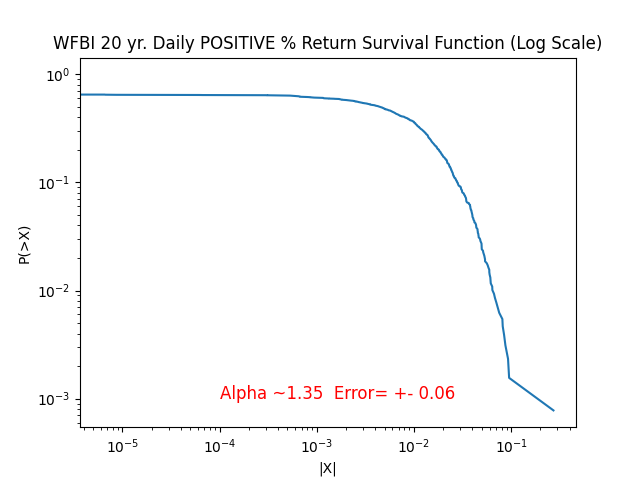 WFBI 20 yr. Daily POSITIVE % Return Survival Function (Log Scale)
10⁰
10⁻¹
10⁻²
10⁻³
P(>X)
Alpha ~1.35  Error= +- 0.06
10⁻⁵ 10⁻⁴ 10⁻³ 10⁻² 10⁻¹
|X|